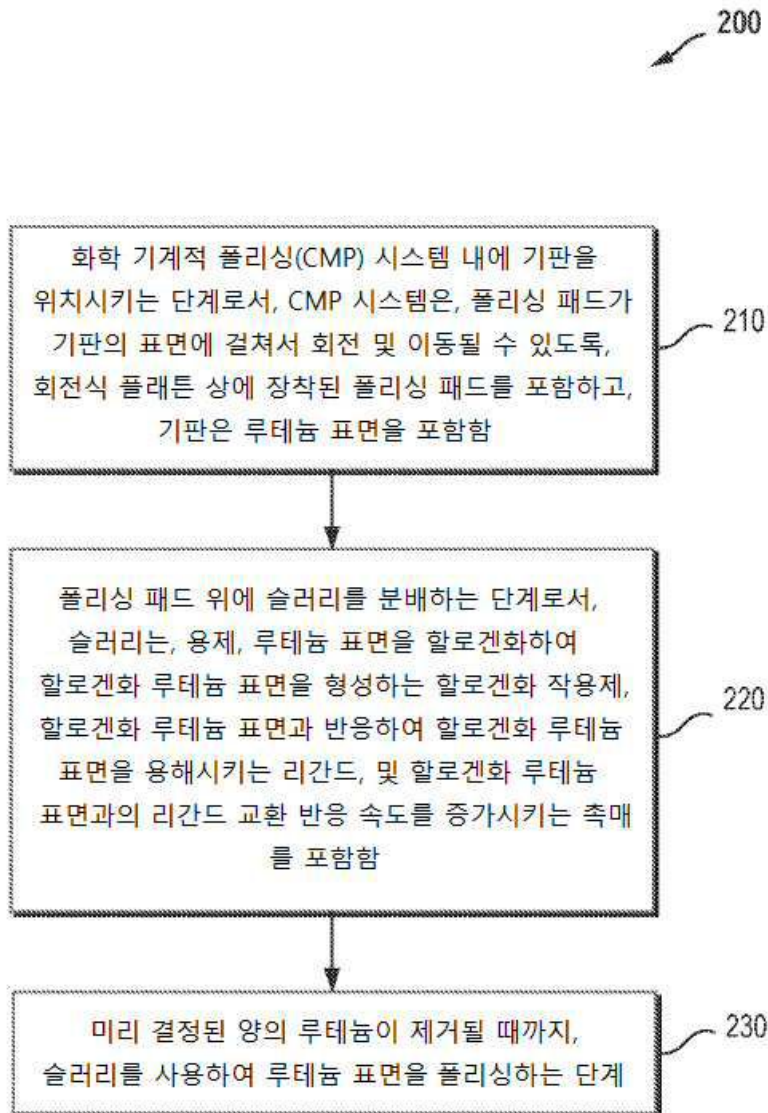 200
화학 기계적 폴리싱(CMP) 시스템 내에 기판을
위치시키는 단계로서, CMP 시스템은, 폴리싱 패드가
기판의 표면에 걸쳐서 회전 및 이동될 수 있도록,
회전식 플래튼 상에 장착된 폴리싱 패드를 포함하고,
기판은 루테늄 표면을 포함함
210
폴리싱 패드 위에 슬러리를 분배하는 단계로서,
슬러리는, 용제, 루테늄 표면을 할로겐화하여
할로겐화 루테늄 표면을 형성하는 할로겐화 작용제,
할로겐화 루테늄 표면과 반응하여 할로겐화 루테늄
표면을 용해시키는 리간드, 및 할로겐화 루테늄
표면과의 리간드 교환 반응 속도를 증가시키는 촉매
를 포함함
220
미리 결정된 양의 루테늄이 제거될 때까지,
슬러리를 사용하여 루테늄 표면을 폴리싱하는 단계
230